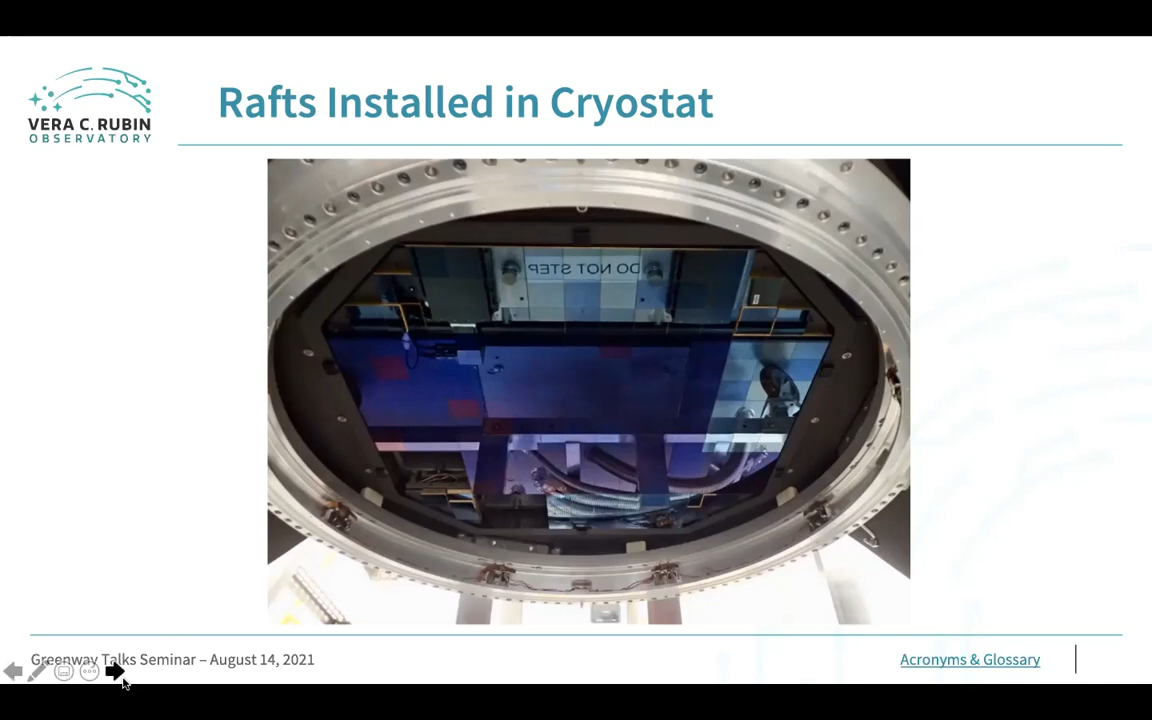 VERA C. RUBIN
OBSERVATORY
Rafts Installed in Cryostat
DO NOT STEP
Greenway Talks Seminar – August 14, 2021
Acronyms & Glossary